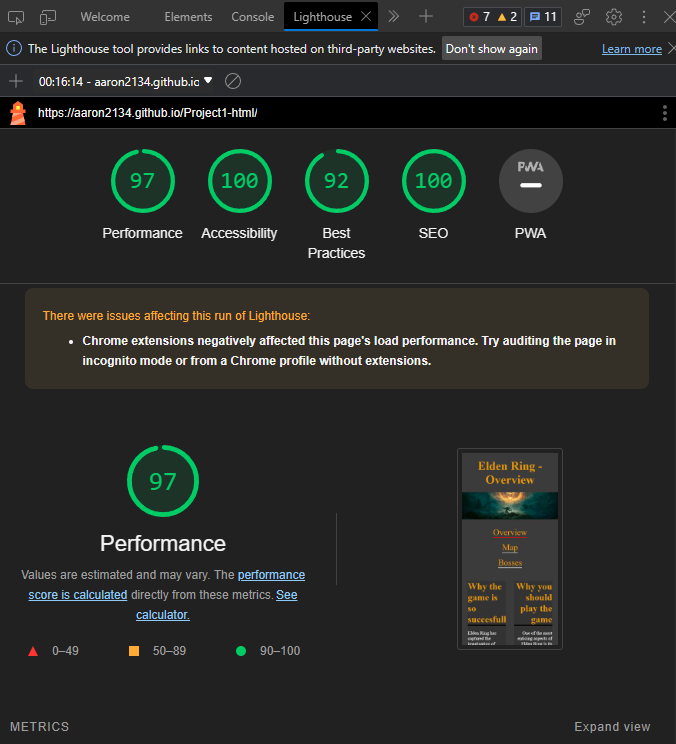 Welcome Elements Console Lighthouse 7 2 11
The Lighthouse tool provides links to content hosted on third-party websites. Don't show again Learn more
00:16:14 - aaron2134.github.io
https://aaron2134.github.io/Project1-html/
97 100 92 100 PWA
Performance Accessibility Best Practices SEO PWA
There were issues affecting this run of Lighthouse:
Chrome extensions negatively affected this page's load performance. Try auditing the page in
incognito mode or from a Chrome profile without extensions.
97
Performance
Values are estimated and may vary. The performance
score is calculated directly from these metrics. See
calculator.
0–49 50–89 90–100
Elden Ring -
Overview
Overview
Map
Bosses
Why the
game is
so
succesfull
Elden Ring has
captured the
imagination of
Why you
should
play the
game
One of the most
enticing aspects of
Elden Ring is its
METRICS Expand view